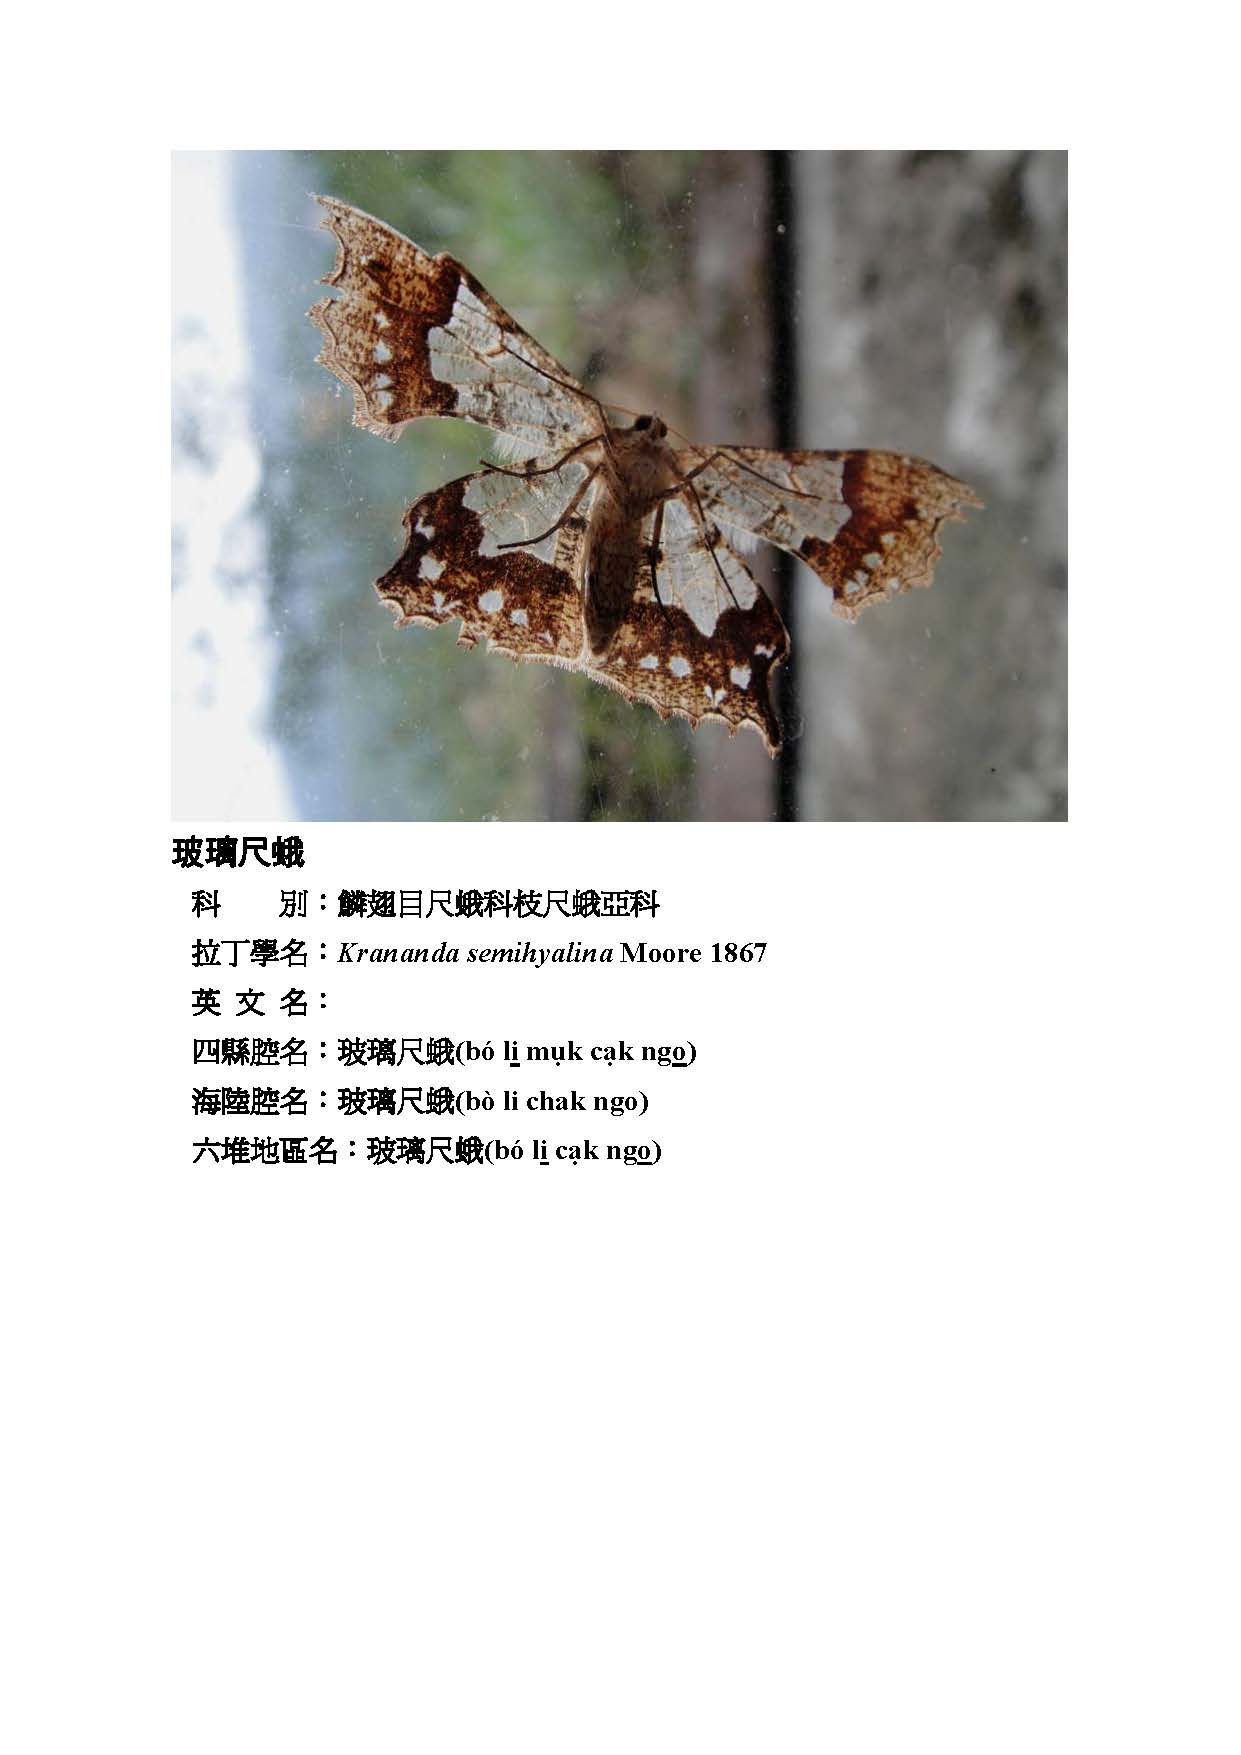 玻璃尺蛾
科　　別：鱗翅目尺蛾科枝尺蛾亞科
拉丁學名：Krananda semihyalina Moore 1867
英 文 名：
四縣腔名：玻璃尺蛾(bó li̱ mụk cạk ngo̱)
海陸腔名：玻璃尺蛾(bò li chak ngo)
六堆地區名：玻璃尺蛾(bó li̱ cạk ngo̱)